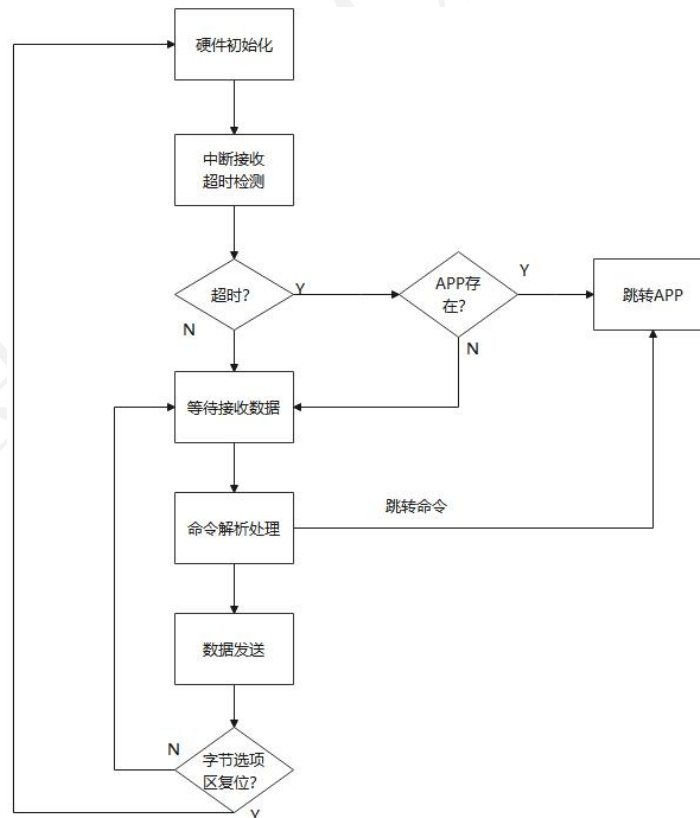 硬件初始化
中断接收
超时检测
超时?
Y
APP存
在?
Y
跳转APP
N
N
等待接收数据
跳转命令
命令解析处理
数据发送
N
字节选项
区复位?
Y